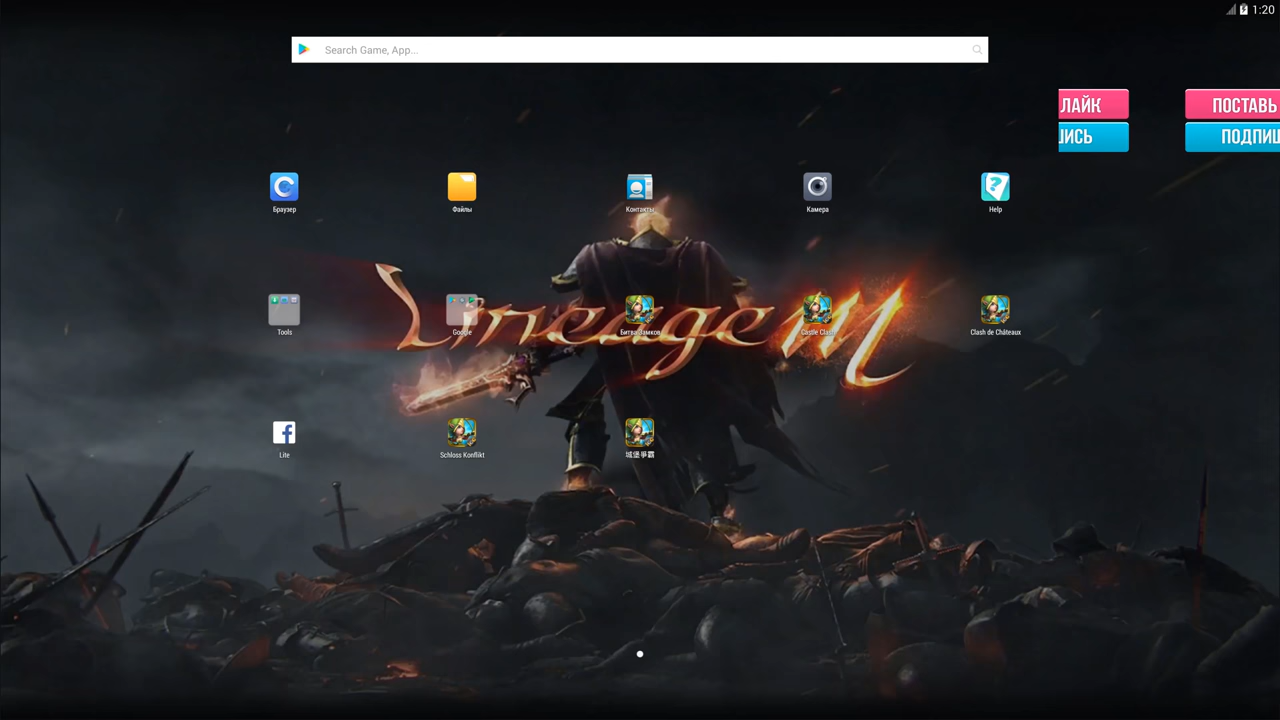 1:20
Search Game, App...
ЛАЙК
ПОСТАВЬ
ИСЬ
ПОДПИ
Браузер
Файлы
Контакты
Камера
Help
LineageM
Tools
Google
Битва Замков
Castle Clash
Clash de Châteaux
Lite
Schloss Konflikt
城堡爭霸